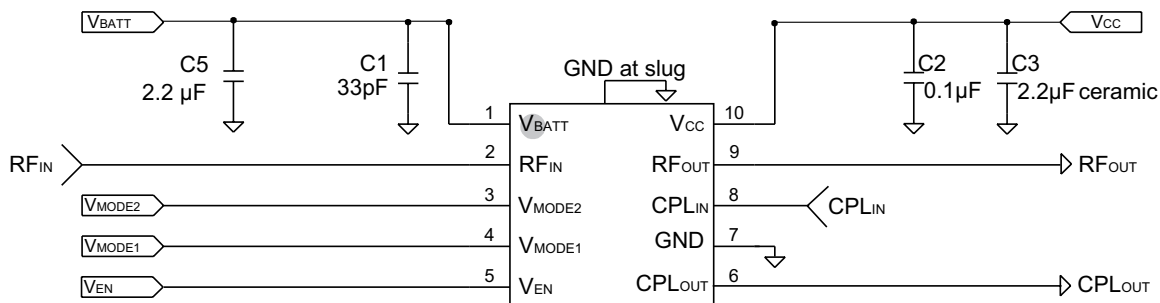 VBATT
VCC
C5
2.2 µF
C1
33pF
GND at slug
C2
0.1µF
C3
2.2µF ceramic
1
VBATT
VCC
10
RFIN
2
RFIN
RFOUT
9
RFOUT
VMODE2
3
VMODE2
CPLIN
8
CPLIN
VMODE1
4
VMODE1
GND
7
VEN
5
VEN
CPLOUT
6
CPLOUT